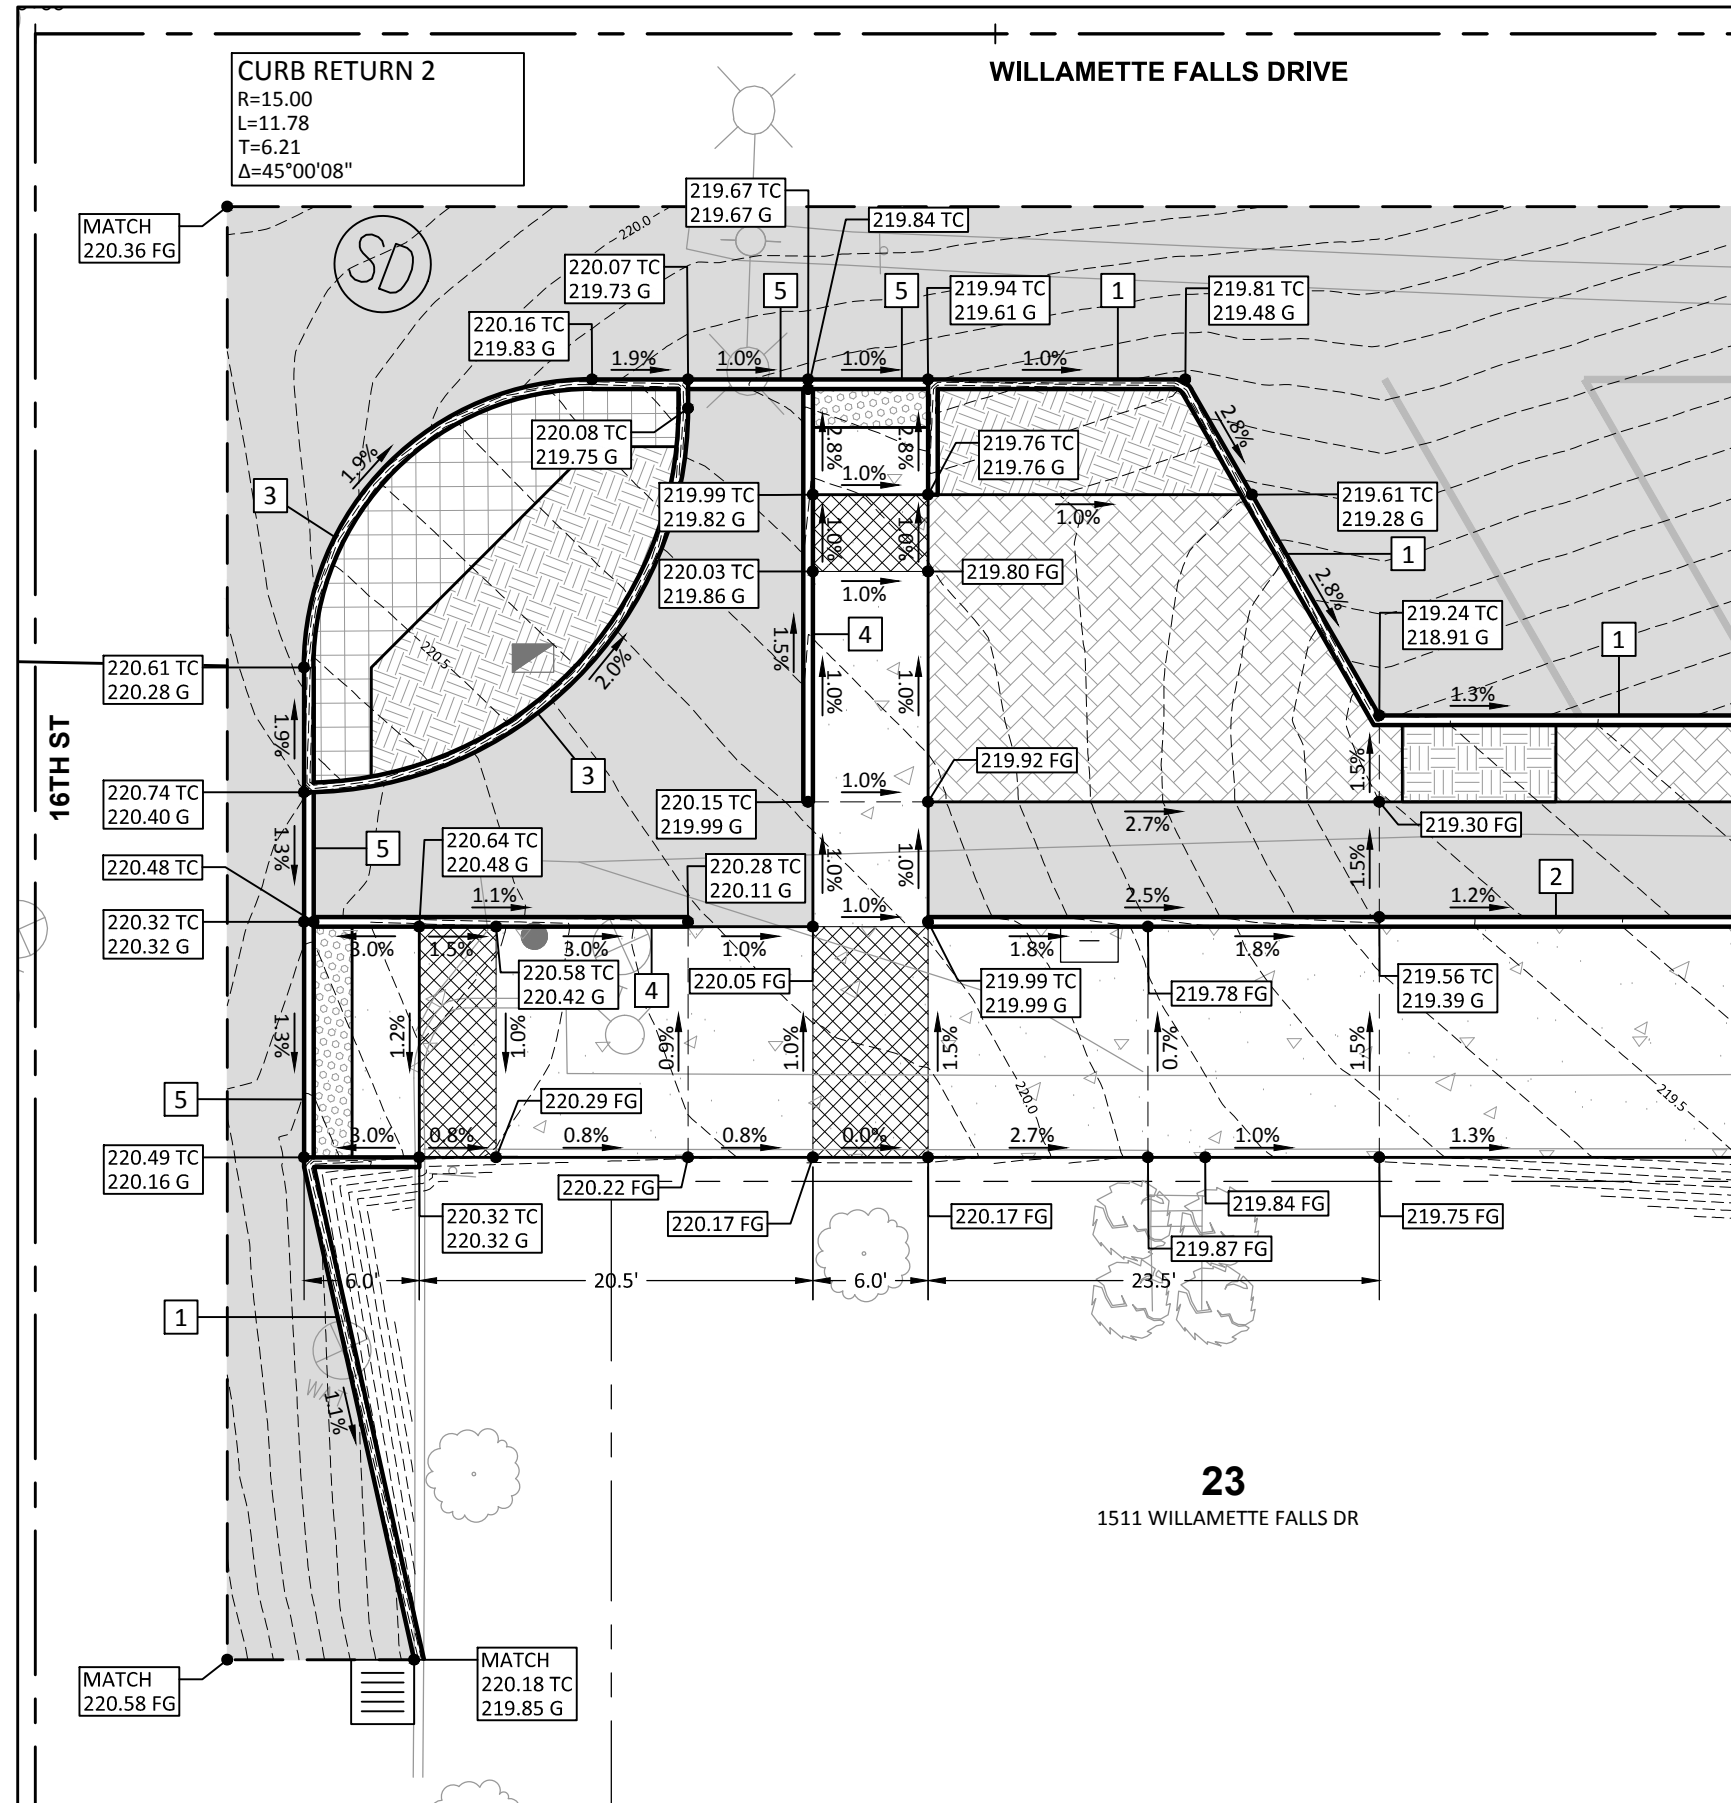 WILLAMETTE FALLS DRIVE
CURB RETURN 2
R=15.00
L=11.78
T=6.21
Δ=45°00'08"
MATCH
220.36 FG
SD
220.0
219.67 TC
219.67 G
219.84 TC
220.07 TC
219.73 G
5
5
219.94 TC
219.61 G
1
219.81 TC
219.48 G
220.16 TC
219.83 G
1.9%
1.0%
1.0%
1.0%
2.8%
220.08 TC
219.75 G
2.8%
2.8%
219.76 TC
219.76 G
1.9%
1.0%
3
219.99 TC
219.82 G
219.61 TC
219.28 G
1.0%
1.0%
1.0%
1
220.03 TC
219.86 G
219.80 FG
1.0%
2.8%
219.24 TC
218.91 G
4
1.5%
1
220.5
2.0%
220.61 TC
220.28 G
1.0%
1.0%
1.3%
16TH ST
1.9%
3
219.92 FG
1.5%
1.0%
220.74 TC
220.40 G
220.15 TC
219.99 G
2.7%
219.30 FG
1.3%
5
220.64 TC
220.48 G
220.48 TC
220.28 TC
220.11 G
1.0%
1.0%
1.5%
2
1.1%
1.0%
2.5%
1.2%
220.32 TC
220.32 G
3.0%
1.5%
3.0%
1.0%
1.8%
1.8%
220.58 TC
220.42 G
4
220.05 FG
219.99 TC
219.99 G
219.78 FG
219.56 TC
219.39 G
1.3%
1.2%
1.0%
0.9%
1.0%
1.5%
0.7%
1.5%
5
220.29 FG
220.0
219.5
3.0%
0.8%
0.8%
0.8%
0.0%
2.7%
1.0%
1.3%
220.49 TC
220.16 G
220.22 FG
220.32 TC
220.32 G
220.17 FG
220.17 FG
219.84 FG
219.75 FG
219.87 FG
6.0'
20.5'
6.0'
23.5'
1
1.1%
23
1511 WILLAMETTE FALLS DR
MATCH
220.58 FG
MATCH
220.18 TC
219.85 G